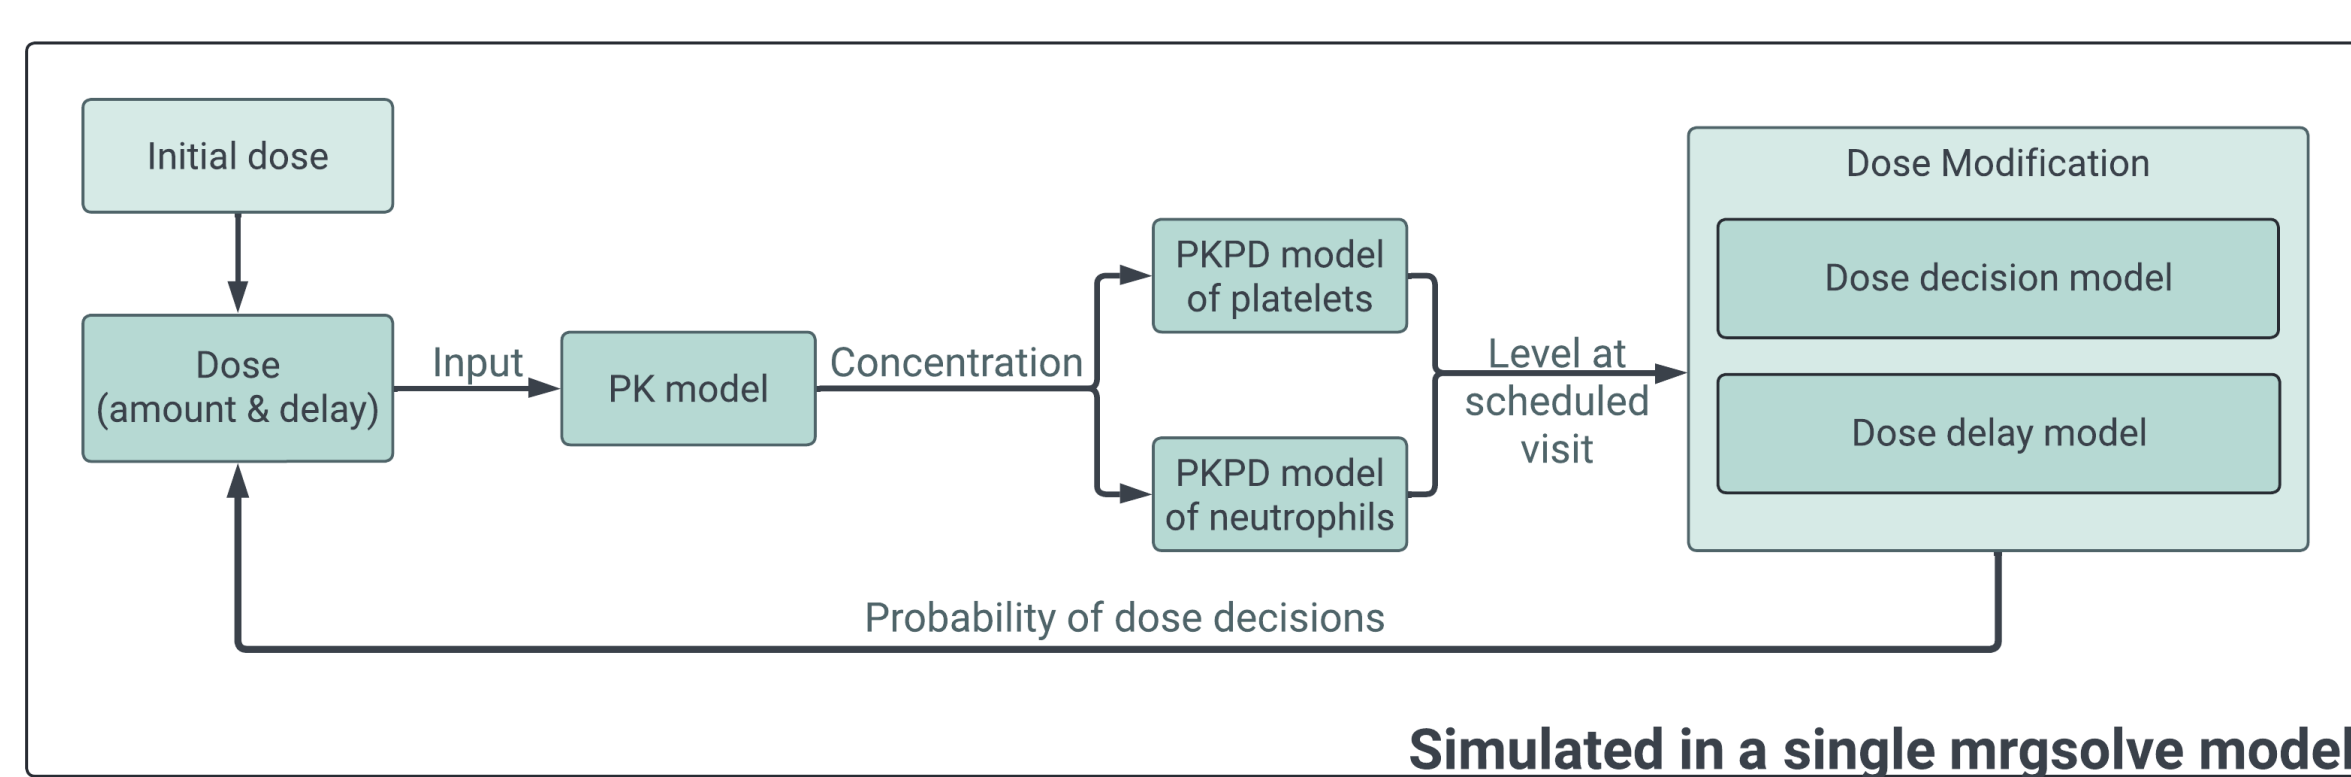 Initial dose
Dose
(amount & delay)
Input
PK model
Concentration
PKPD model
of platelets
PKPD model
of neutrophils
Level at
scheduled
visit
Dose Modification
Dose decision model
Dose delay model
Probability of dose decisions
Simulated in a single mrgsolve model